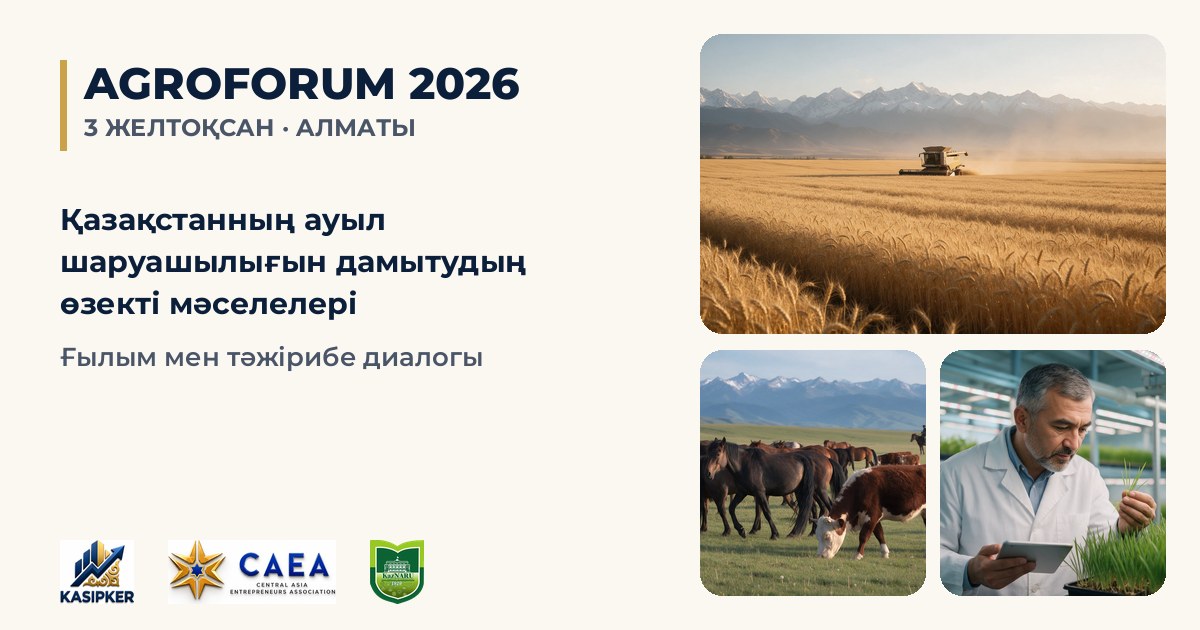 AGROFORUM 2026
3 ЖЕЛТОҚСАН · АЛМАТЫ
Қазақстанның ауыл
шаруашылығын дамытудың
өзекті мәселелері
Ғылым мен тәжірибе диалогы
KASIPKER
CAEA
CENTRAL ASIA
ENTREPRENEURS ASSOCIATION
KazNARU